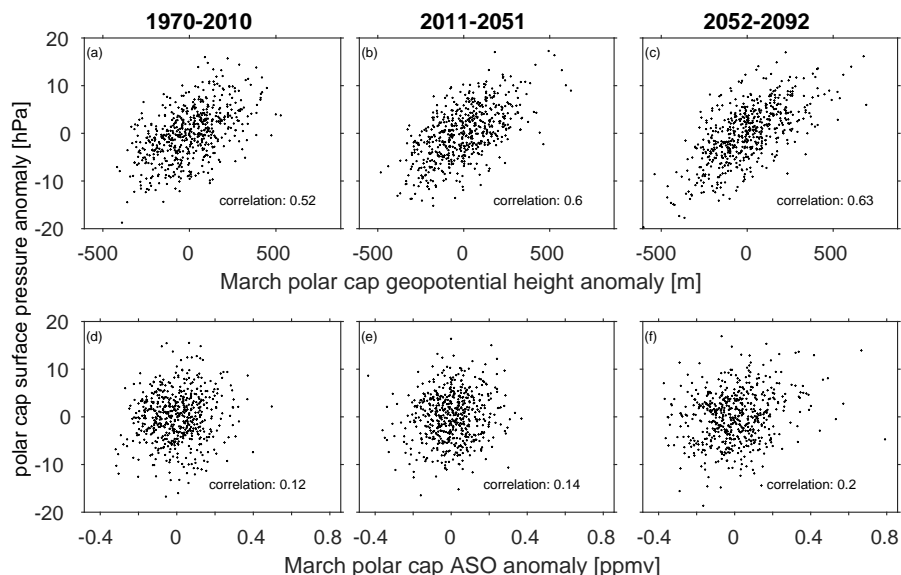 1970-2010 2011-2051 2052-2092
polar cap surface pressure anomaly [hPa]
20 (a) (b) (c)
10
0
-10
correlation: 0.52 correlation: 0.6 correlation: 0.63
-20
-500 0 500 -500 0 500 -500 0 500
March polar cap geopotential height anomaly [m]
20 (d) (e) (f)
10
0
-10
correlation: 0.12 correlation: 0.14 correlation: 0.2
-20
-0.4 0 0.4 0.8 -0.4 0 0.4 0.8 -0.4 0 0.4 0.8
March polar cap ASO anomaly [ppmv]